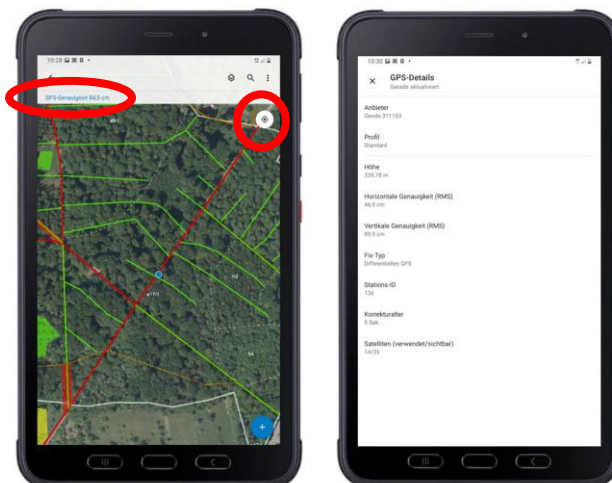 10:28
GPS-Genauigkeit 84,5 cm
10:30
GPS-Details
Gerade aktualisiert
Anbieter
Geode 311163
Profil
Standard
Höhe
339,78 m
Horizontale Genauigkeit (RMS)
46,9 cm
Vertikale Genauigkeit (RMS)
89,9 cm
Fix-Typ
Differentielles GPS
Stations-ID
136
Korrekturalter
5 Sek.
Satelliten (verwendet/sichtbar)
14/35